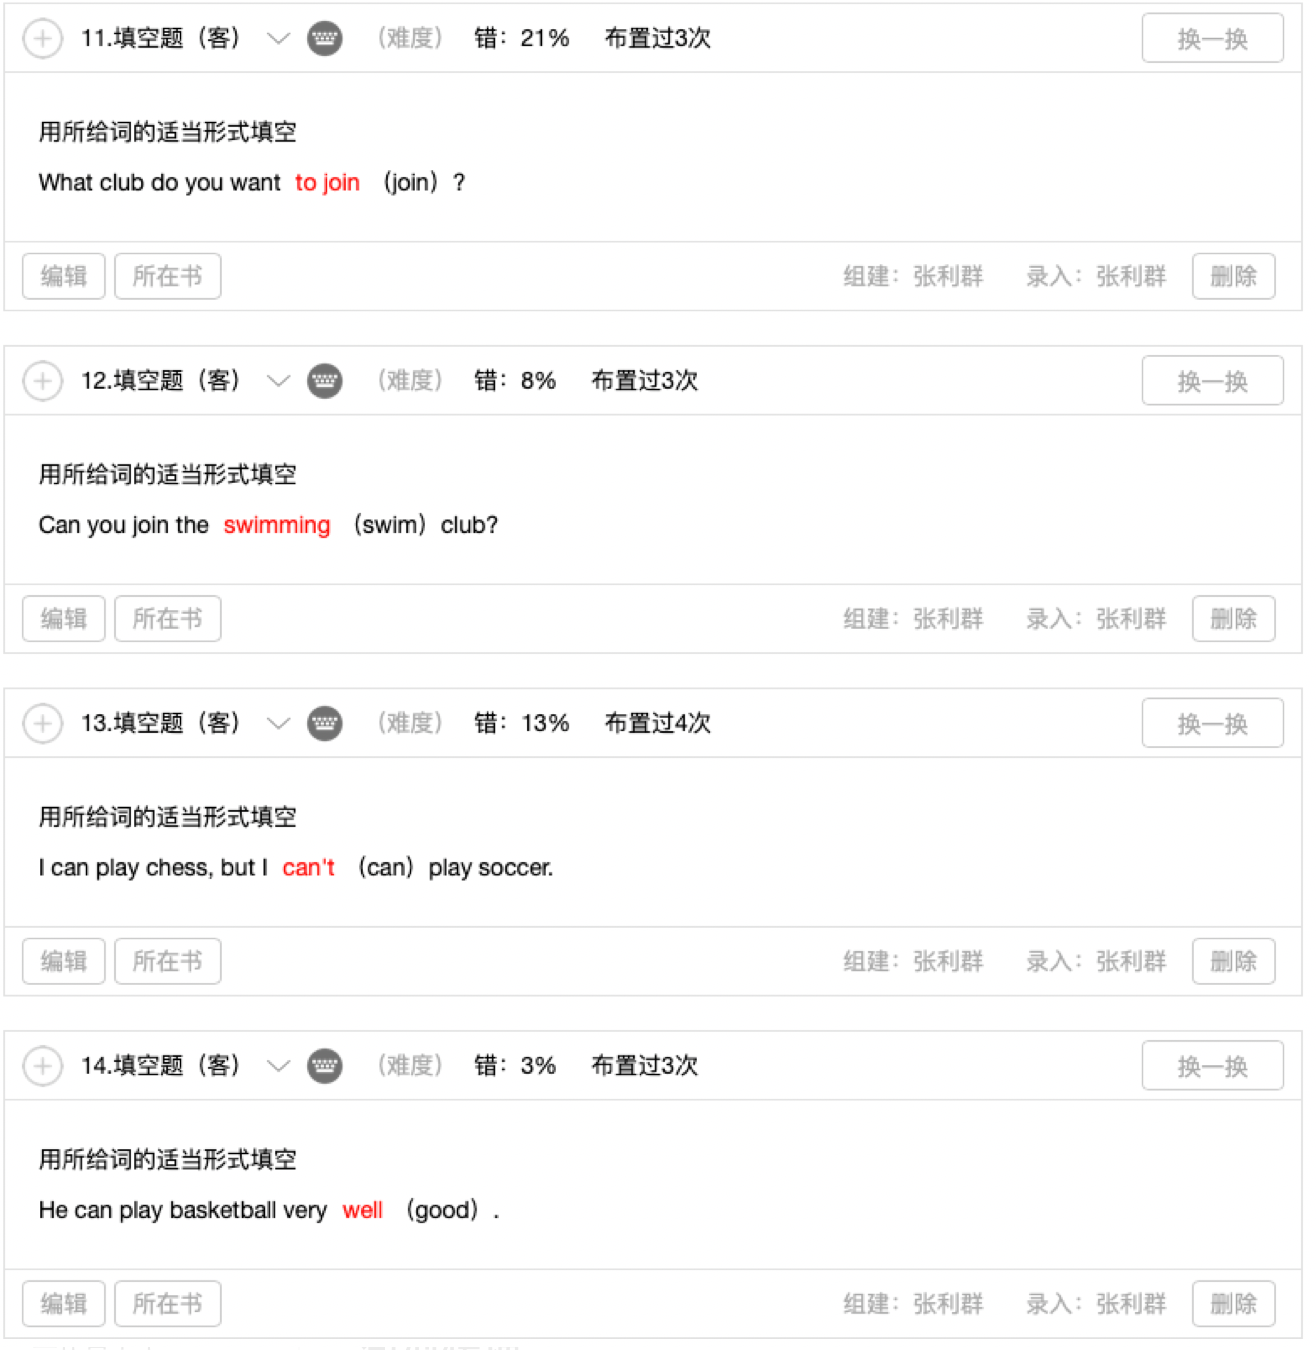 11.填空题（客） （难度） 错：21% 布置过3次 换一换
用所给词的适当形式填空
What club do you want to join （join）？
编辑 所在书 组建：张利群 录入：张利群 删除
12.填空题（客） （难度） 错：8% 布置过3次 换一换
用所给词的适当形式填空
Can you join the swimming （swim）club?
编辑 所在书 组建：张利群 录入：张利群 删除
13.填空题（客） （难度） 错：13% 布置过4次 换一换
用所给词的适当形式填空
I can play chess, but I can't （can）play soccer.
编辑 所在书 组建：张利群 录入：张利群 删除
14.填空题（客） （难度） 错：3% 布置过3次 换一换
用所给词的适当形式填空
He can play basketball very well （good）.
编辑 所在书 组建：张利群 录入：张利群 删除